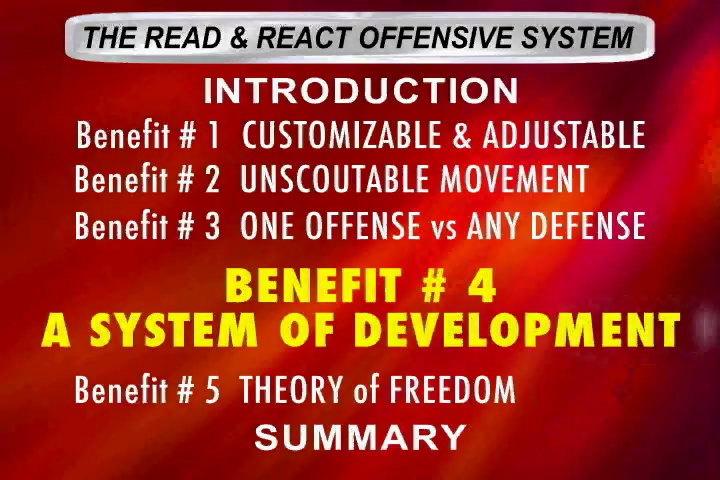 THE READ & REACT OFFENSIVE SYSTEM
INTRODUCTION
Benefit # 1 CUSTOMIZABLE & ADJUSTABLE
Benefit # 2 UNSCOUTABLE MOVEMENT
Benefit # 3 ONE OFFENSE vs ANY DEFENSE
BENEFIT # 4
A SYSTEM OF DEVELOPMENT
Benefit # 5 THEORY of FREEDOM
SUMMARY